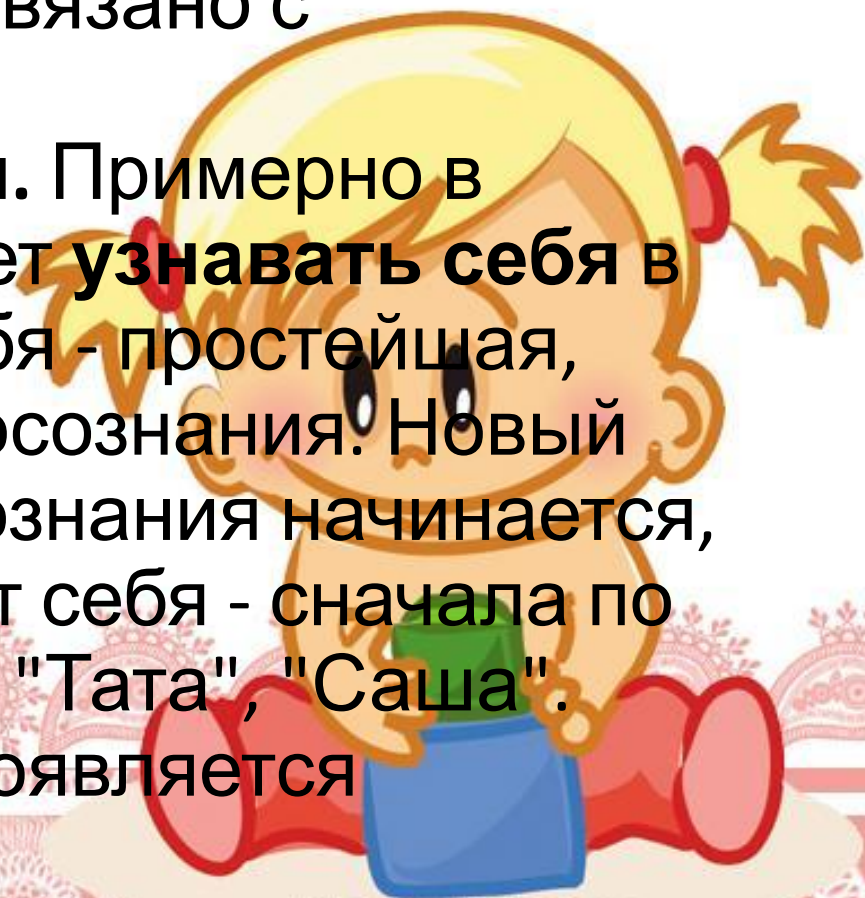 вязано с
. Примерно в
ет узнавать себя в
бя - простейшая,
осознания. Новый
ознания начинается,
т себя - сначала по
"Тата", "Саша".
оявляется